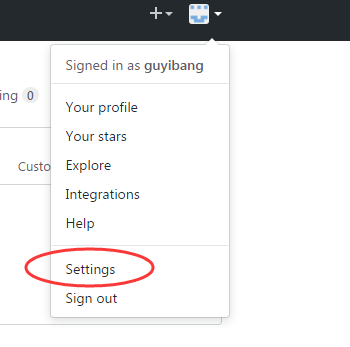 Signed in as guyibang
ing 0
Your profile
Your stars
Custo
Explore
Integrations
Help
Settings
Sign out